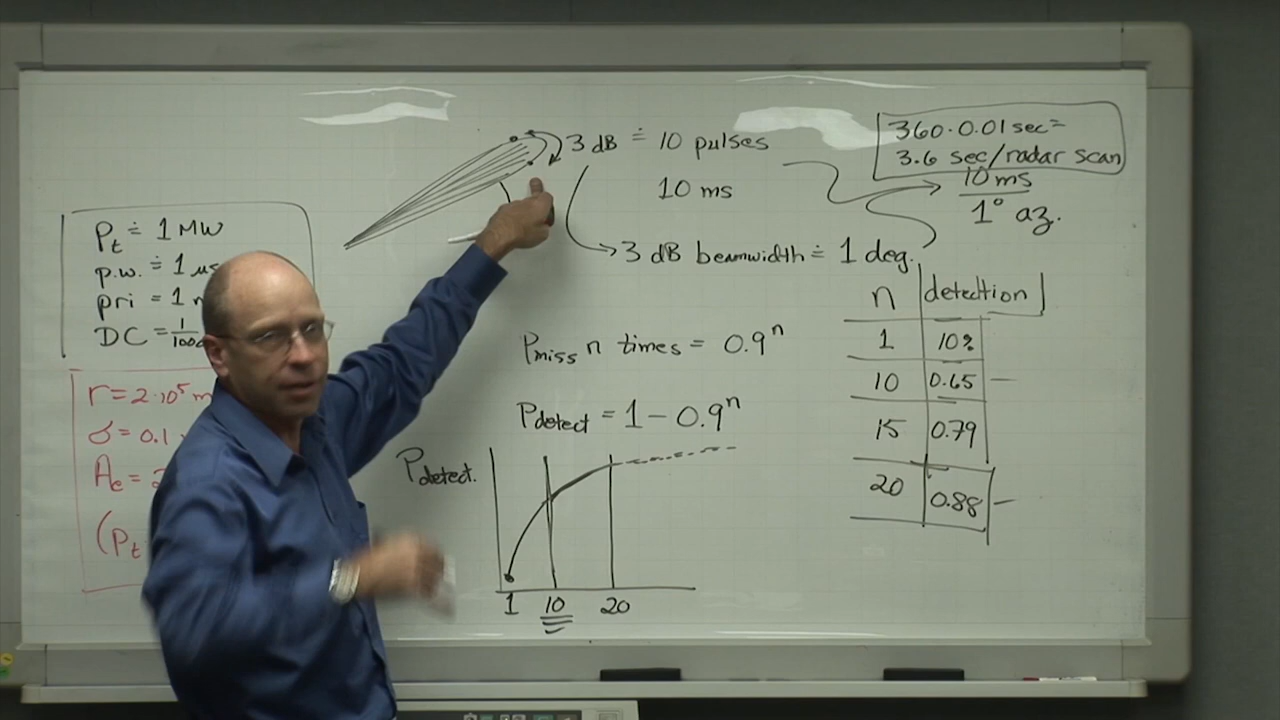 3 dB ≐ 10 pulses
10 ms
360·0.01 sec =
3.6 sec/radar scan
10 ms
1° az.
3 dB beamwidth ≐ 1 deg.
Pt ≐ 1 MW
p.w. ≐ 1 μs
pri = 1
DC = 1/100
r = 2·10⁵ m
σ = 0.1
Ae =
(Pt
Pmiss n times = 0.9ⁿ
Pdetect = 1 − 0.9ⁿ
Pdetect.
1 10 20
n detection
1 10%
10 0.65
15 0.79
20 0.88